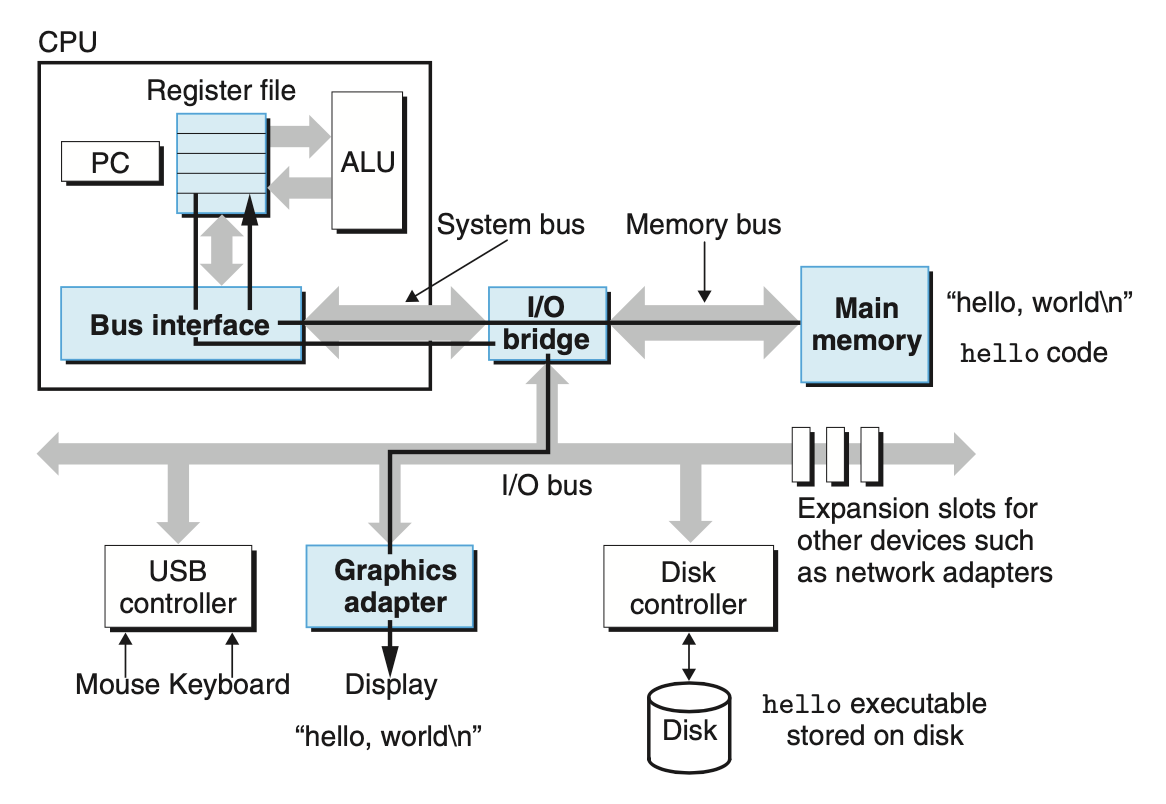 CPU
Register file
PC
ALU
System bus
Memory bus
Bus interface
I/O
bridge
Main
memory
“hello, world\n”
hello code
I/O bus
Expansion slots for
other devices such
as network adapters
USB
controller
Graphics
adapter
Disk
controller
Mouse Keyboard
Display
“hello, world\n”
Disk
hello executable
stored on disk